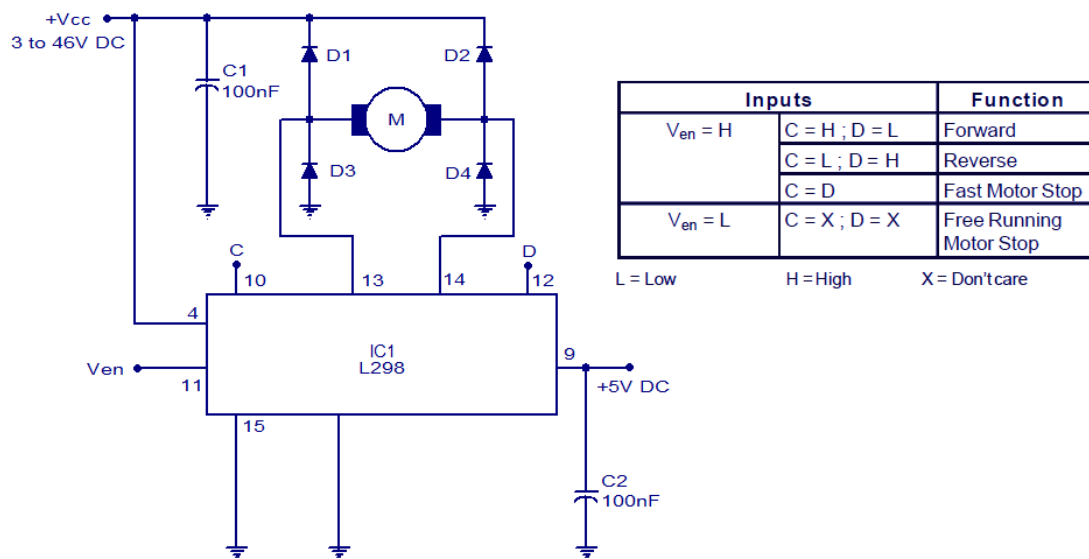 +Vcc
3 to 46V DC
C1
100nF
D1
D2
M
D3
D4
C
10
13
14
D
12
4
IC1
L298
9
+5V DC
Ven
11
15
C2
100nF
Inputs Function
Ven = H C = H ; D = L Forward
C = L ; D = H Reverse
C = D Fast Motor Stop
Ven = L C = X ; D = X Free Running
Motor Stop
L = Low H = High X = Don't care